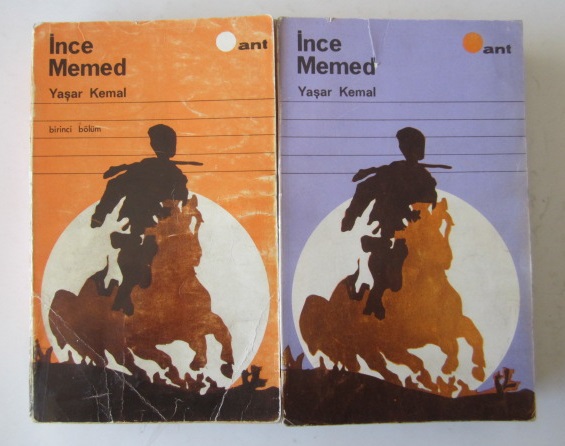 İnce
Memed
Yaşar Kemal
birinci bölüm
ant
İnce
Memed
Yaşar Kemal
ant